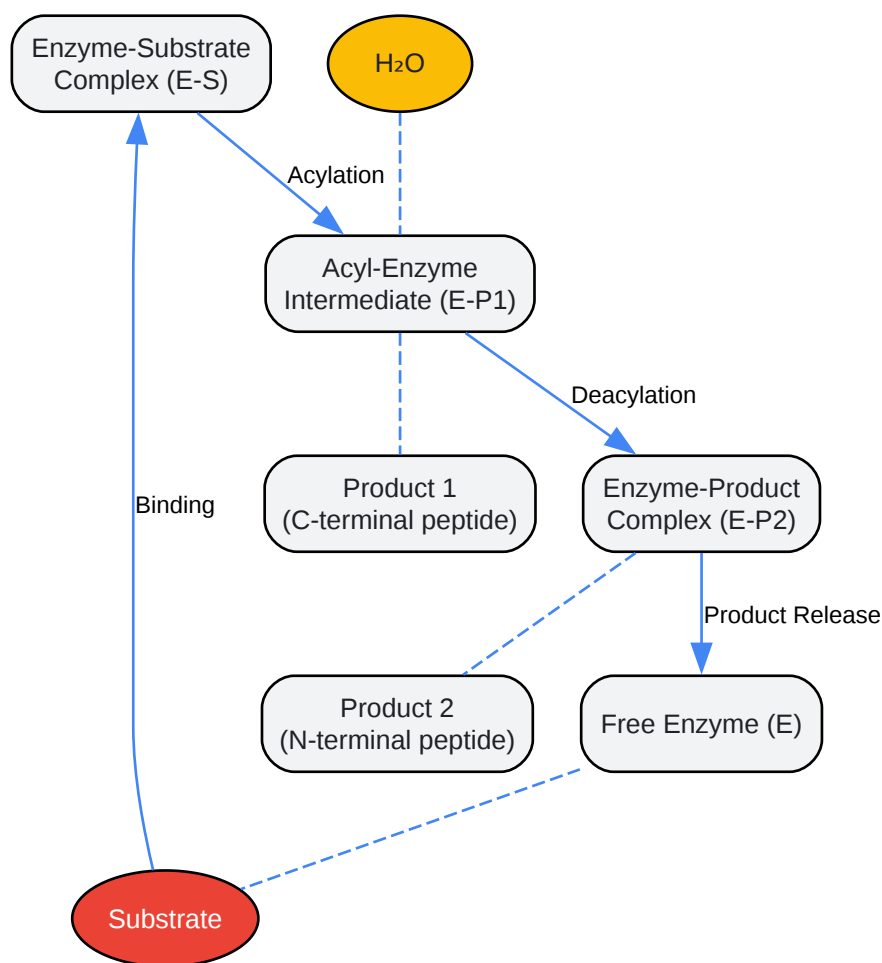 Enzyme-Substrate
Complex (E-S)
H₂O
Acylation
Acyl-Enzyme
Intermediate (E-P1)
Deacylation
Binding
Product 1
(C-terminal peptide)
Enzyme-Product
Complex (E-P2)
Product Release
Product 2
(N-terminal peptide)
Free Enzyme (E)
Substrate